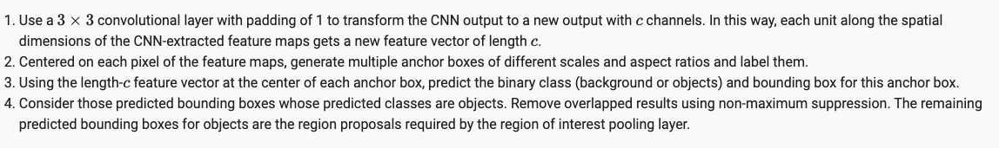 1. Use a 3 × 3 convolutional layer with padding of 1 to transform the CNN output to a new output with c channels. In this way, each unit along the spatial
dimensions of the CNN-extracted feature maps gets a new feature vector of length c.
2. Centered on each pixel of the feature maps, generate multiple anchor boxes of different scales and aspect ratios and label them.
3. Using the length-c feature vector at the center of each anchor box, predict the binary class (background or objects) and bounding box for this anchor box.
4. Consider those predicted bounding boxes whose predicted classes are objects. Remove overlapped results using non-maximum suppression. The remaining
predicted bounding boxes for objects are the region proposals required by the region of interest pooling layer.